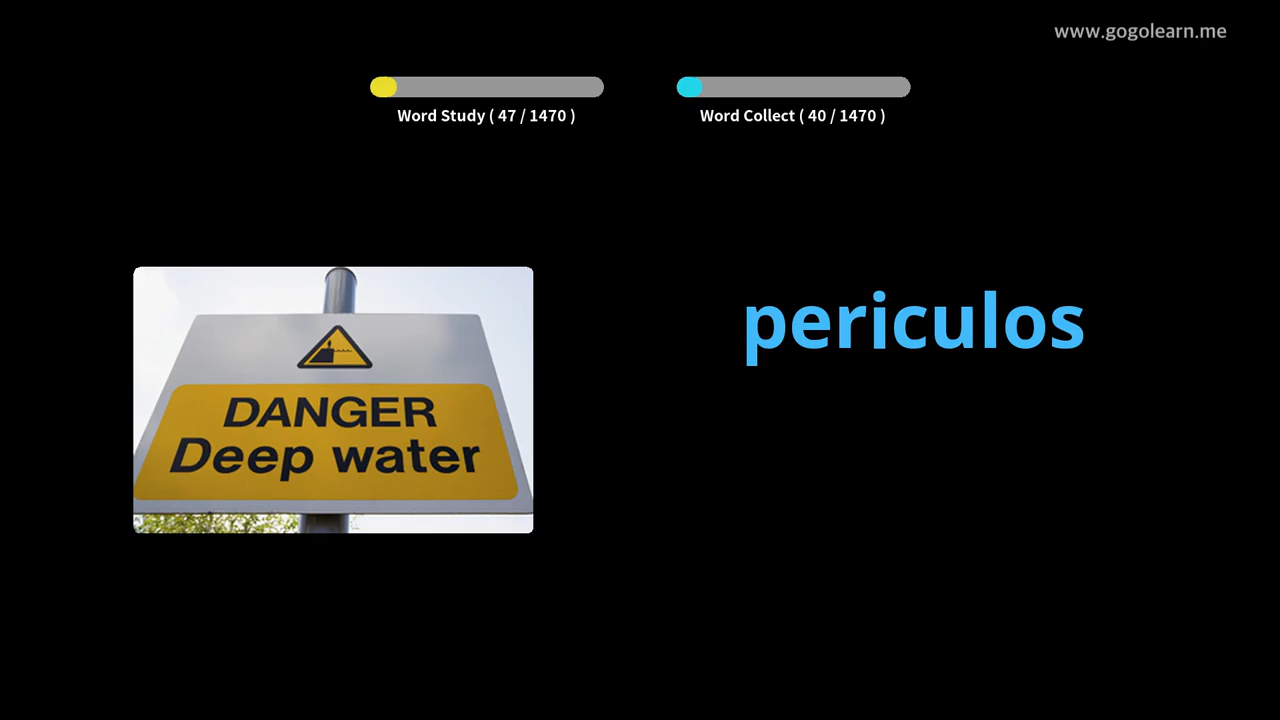 www.gogolearn.me
Word Study ( 47 / 1470 )
Word Collect ( 40 / 1470 )
periculos
DANGER
Deep water